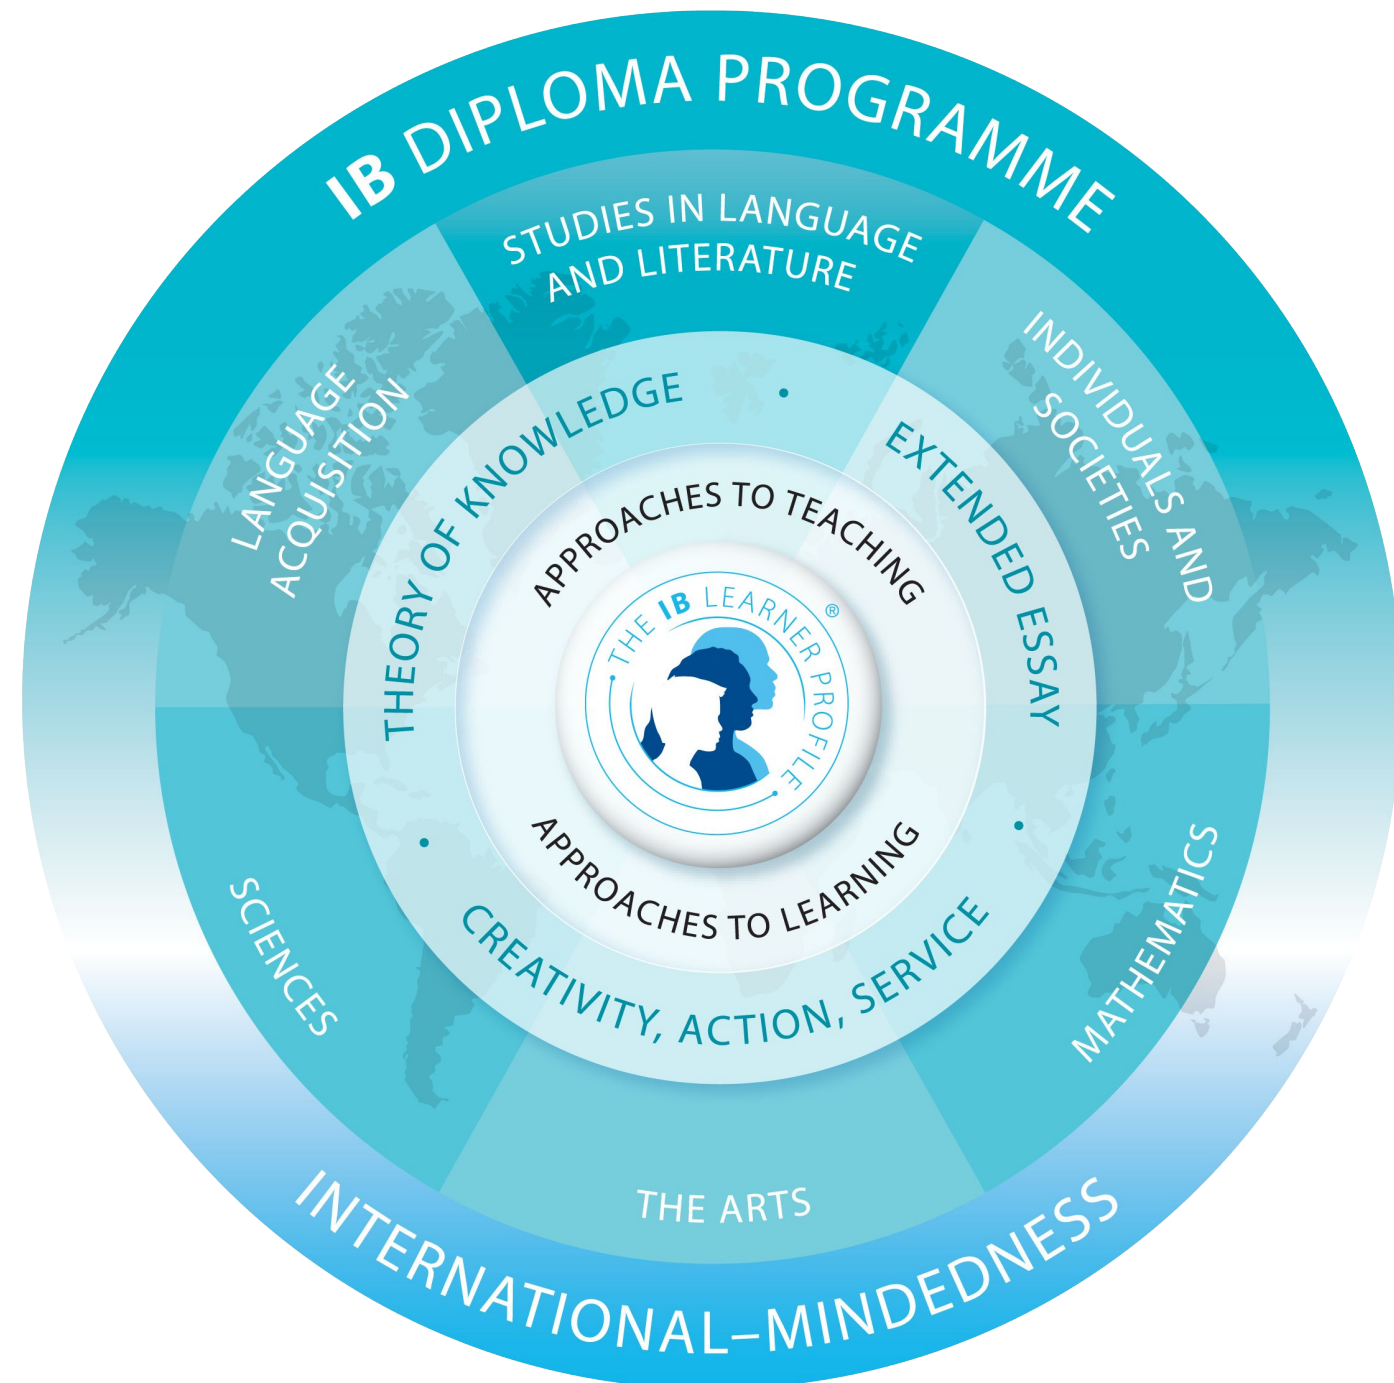 IB DIPLOMA PROGRAMME
STUDIES IN LANGUAGE
AND LITERATURE
LANGUAGE
ACQUISITION
INDIVIDUALS AND
SOCIETIES
THEORY OF KNOWLEDGE
•
EXTENDED ESSAY
APPROACHES TO TEACHING
THE IB LEARNER PROFILE ®
APPROACHES TO LEARNING
•
CREATIVITY, ACTION, SERVICE
•
SCIENCES
MATHEMATICS
THE ARTS
INTERNATIONAL–MINDEDNESS